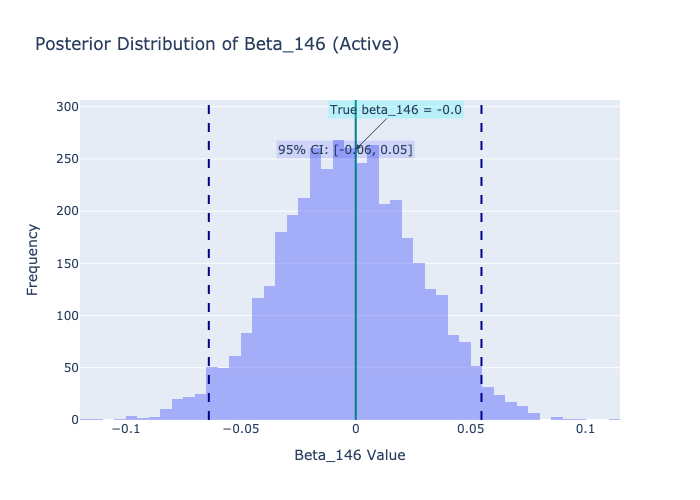 Posterior Distribution of Beta_146 (Active)
True beta_146 = -0.0
95% CI: [-0.06, 0.05]
300
250
200
150
100
50
0
Frequency
−0.1
−0.05
0
0.05
0.1
Beta_146 Value